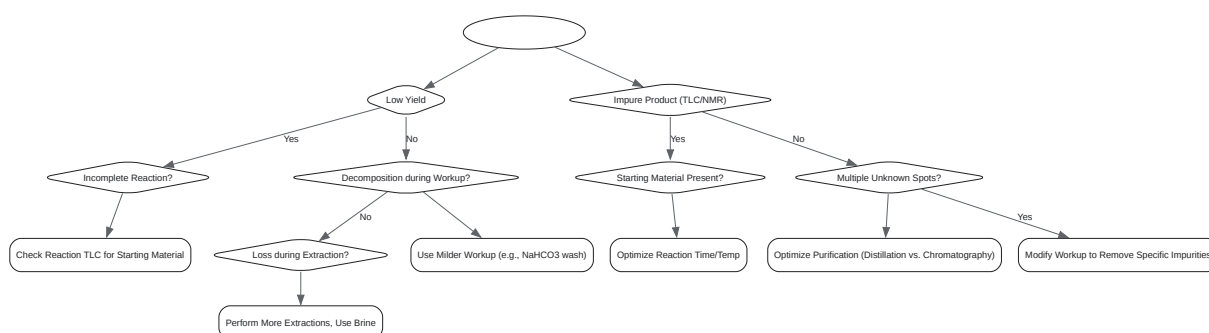 Low Yield
Impure Product (TLC/NMR)
Yes
No
Yes
No
Incomplete Reaction?
Decomposition during Workup?
Starting Material Present?
Multiple Unknown Spots?
No
Yes
Check Reaction TLC for Starting Material
Loss during Extraction?
Use Milder Workup (e.g., NaHCO3 wash)
Optimize Reaction Time/Temp
Optimize Purification (Distillation vs. Chromatography)
Modify Workup to Remove Specific Impurities
Perform More Extractions, Use Brine